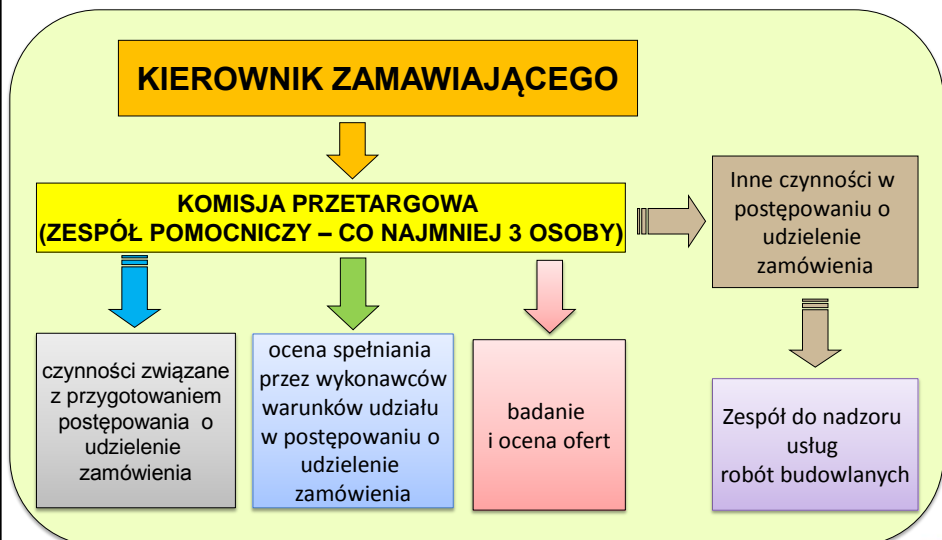 KIEROWNIK ZAMAWIAJĄCEGO
KOMISJA PRZETARGOWA
(ZESPÓŁ POMOCNICZY – CO NAJMNIEJ 3 OSOBY)
Inne czynności w
postępowaniu o
udzielenie
zamówienia
czynności związane
z przygotowaniem
postępowania o
udzielenie
zamówienia
ocena spełniania
przez wykonawców
warunków udziału
w postępowaniu o
udzielenie
zamówienia
badanie
i ocena ofert
Zespół do nadzoru
usług
robót budowlanych